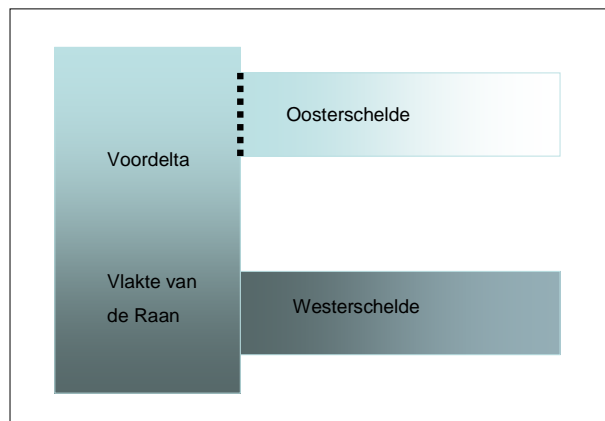 Oosterschelde
Voordelta
Vlakte van
de Raan
Westerschelde